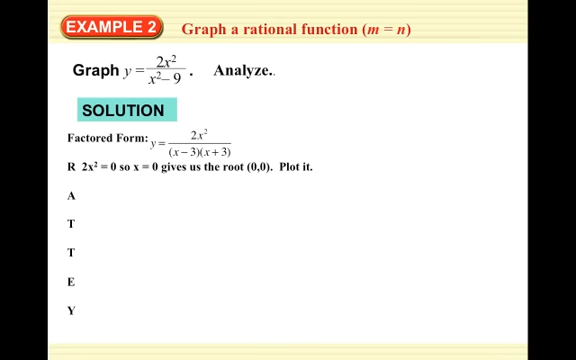 EXAMPLE 2 Graph a rational function (m = n)
Graph y = 2x²/(x² – 9) . Analyze..
SOLUTION
Factored Form: y = 2x²/((x – 3)(x + 3))
R 2x² = 0 so x = 0 gives us the root (0,0). Plot it.
A
T
T
E
Y